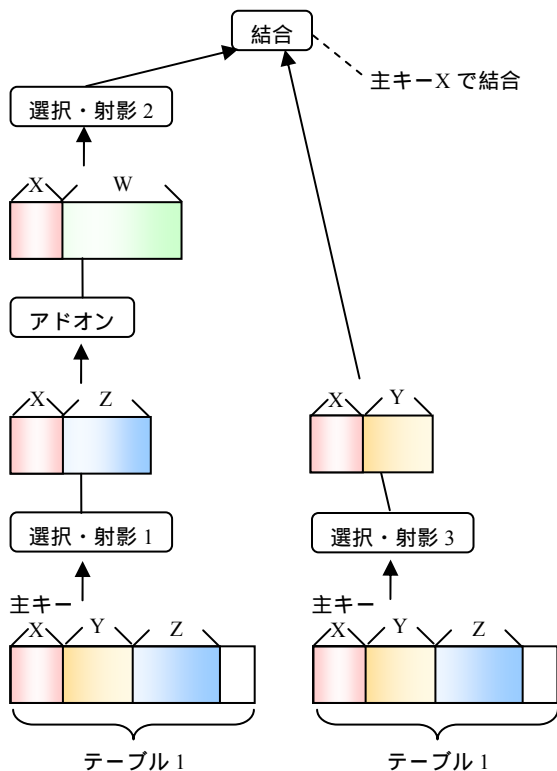 結合
主キーX で結合
選択・射影 2
X W
アドオン
X Z
X Y
選択・射影 1
選択・射影 3
主キー
主キー
X Y Z
X Y Z
テーブル 1
テーブル 1